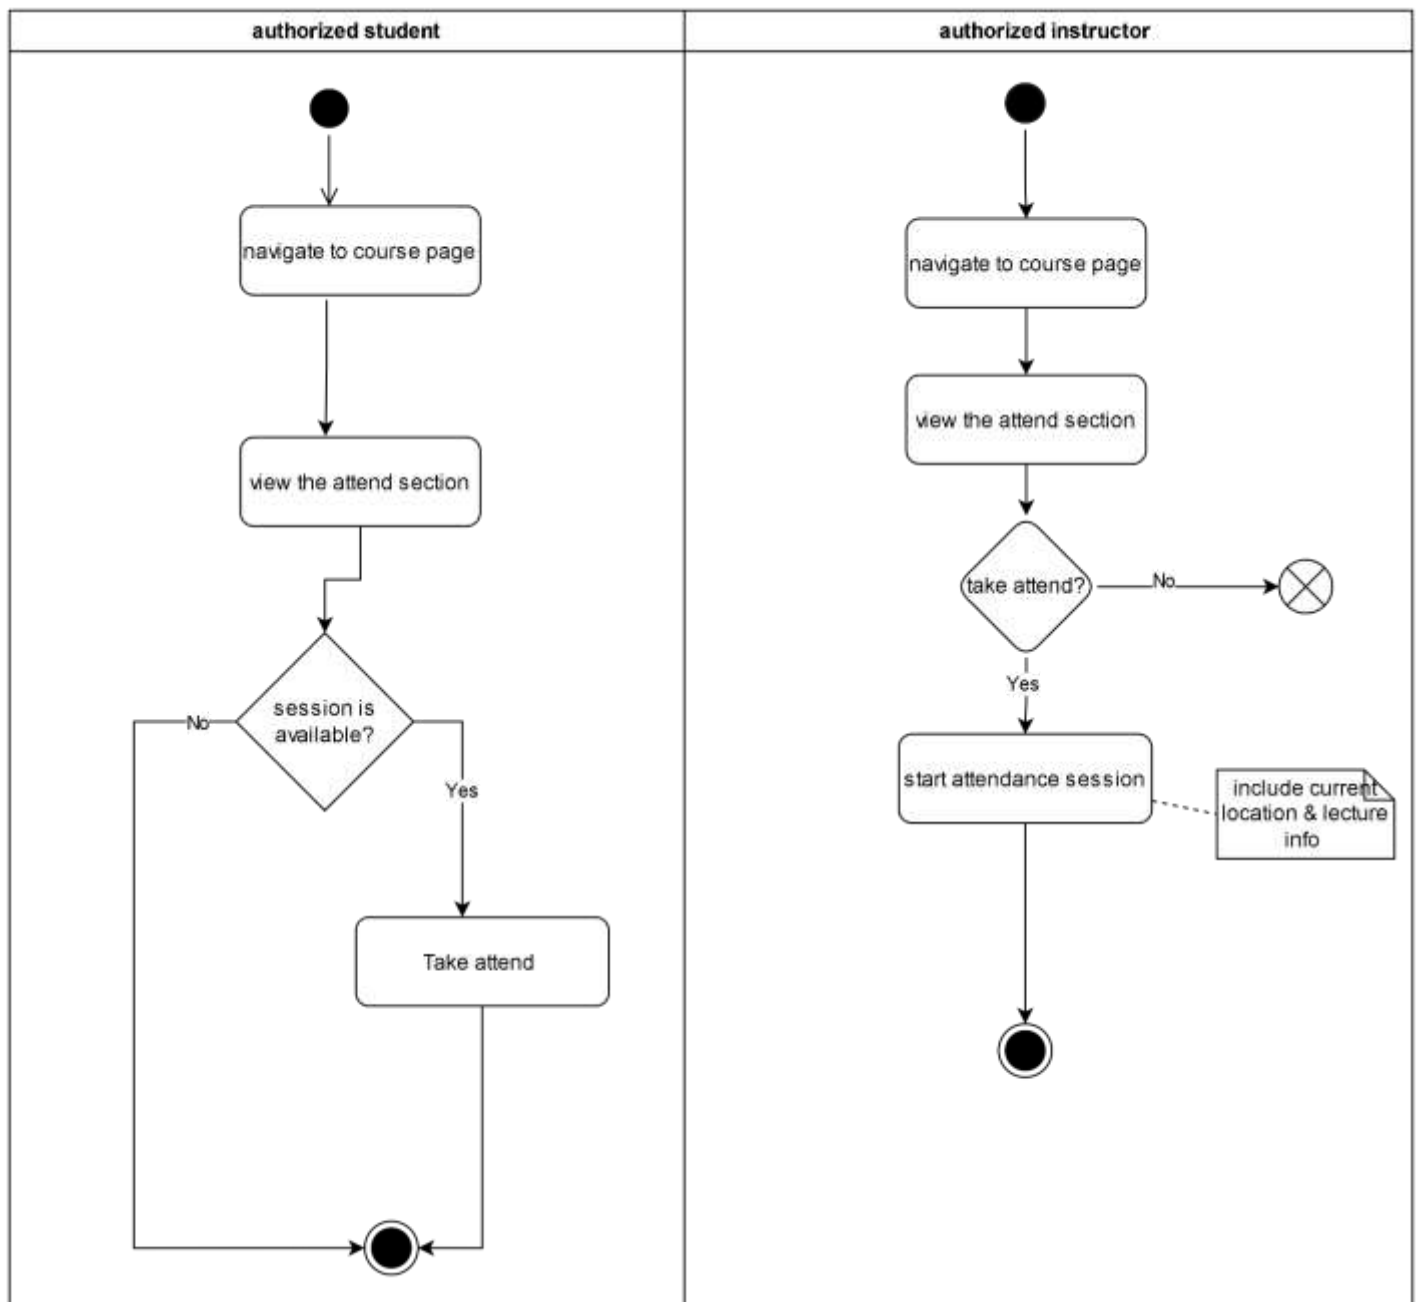 authorized student
authorized instructor
navigate to course page
view the attend section
session is
available?
No
Yes
Take attend
navigate to course page
view the attend section
take attend?
No
Yes
start attendance session
include current
location & lecture
info